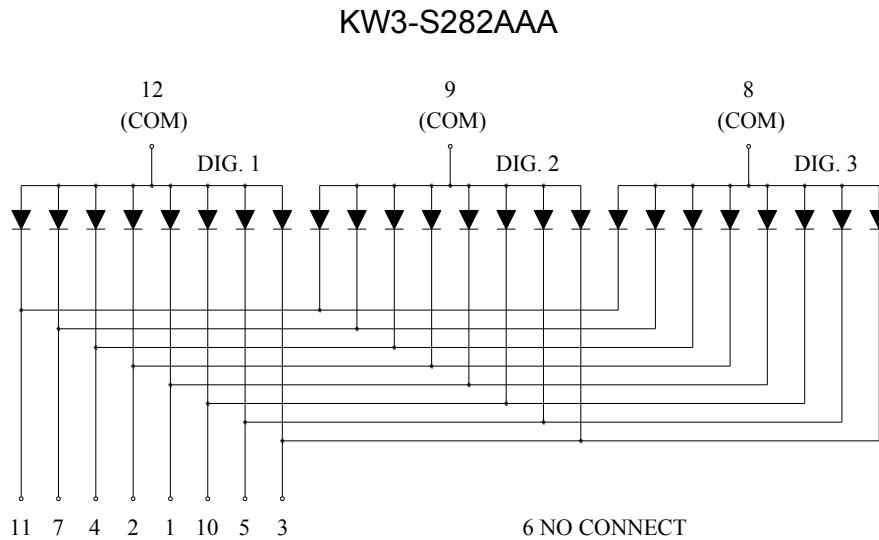 KW3-S282AAA
12 9 8
(COM) (COM) (COM)
DIG. 1 DIG. 2 DIG. 3
11 7 4 2 1 10 5 3 6 NO CONNECT